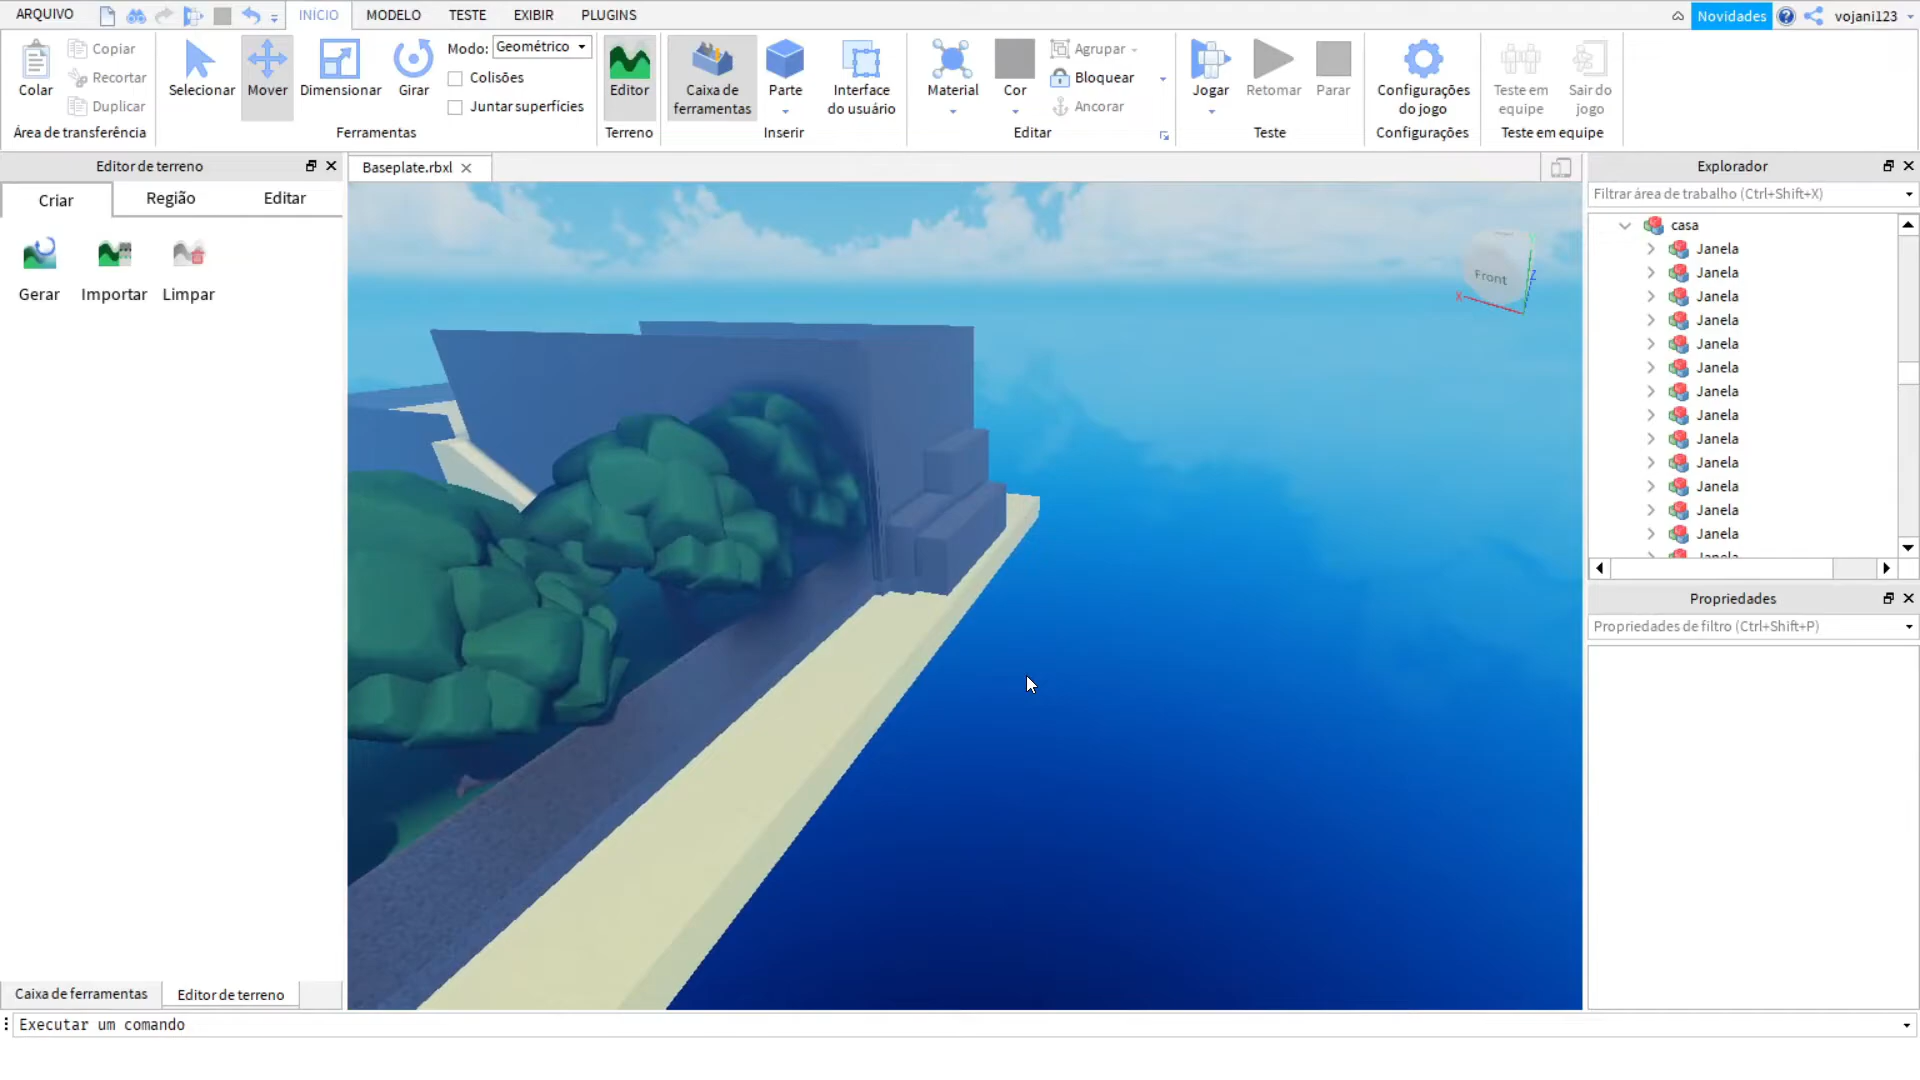 ARQUIVO
INÍCIO
MODELO
TESTE
EXIBIR
PLUGINS
Novidades
vojani123
Colar
Copiar
Recortar
Duplicar
Área de transferência
Selecionar
Mover
Dimensionar
Girar
Modo:
Geométrico
Colisões
Juntar superfícies
Ferramentas
Editor
Terreno
Caixa de
ferramentas
Parte
Interface
do usuário
Inserir
Material
Cor
Agrupar
Bloquear
Ancorar
Editar
Jogar
Retomar
Parar
Teste
Configurações
do jogo
Configurações
Teste em
equipe
Sair do
jogo
Teste em equipe
Editor de terreno
Criar
Região
Editar
Gerar
Importar
Limpar
Baseplate.rbxl
Front
X
Z
Explorador
Filtrar área de trabalho (Ctrl+Shift+X)
casa
Janela
Janela
Janela
Janela
Janela
Janela
Janela
Janela
Janela
Janela
Janela
Janela
Janela
Janela
Propriedades
Propriedades de filtro (Ctrl+Shift+P)
Caixa de ferramentas
Editor de terreno
Executar um comando